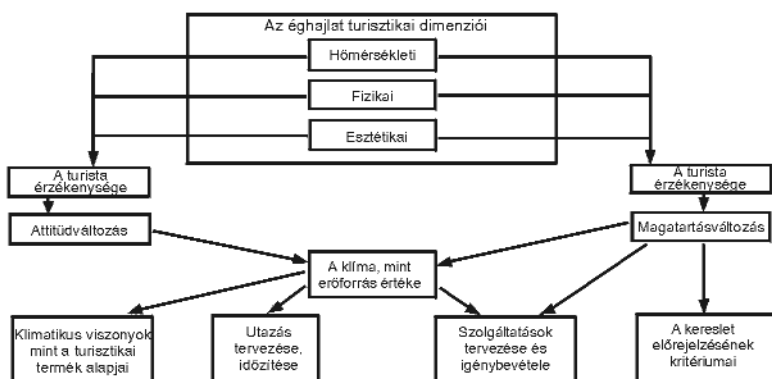 Az éghajlat turisztikai dimenziói
Hőmérsékleti
Fizikai
Esztétikai
A turista
érzékenysége
A turista
érzékenysége
Attitüdváltozás
Magatartásváltozás
A klíma, mint
erőforrás értéke
Klimatikus viszonyok
mint a turisztikai
termék alapjai
Utazás
tervezése,
időzítése
Szolgáltatások
tervezése és
igénybevétele
A kereslet
előrejelzésének
kritériumai